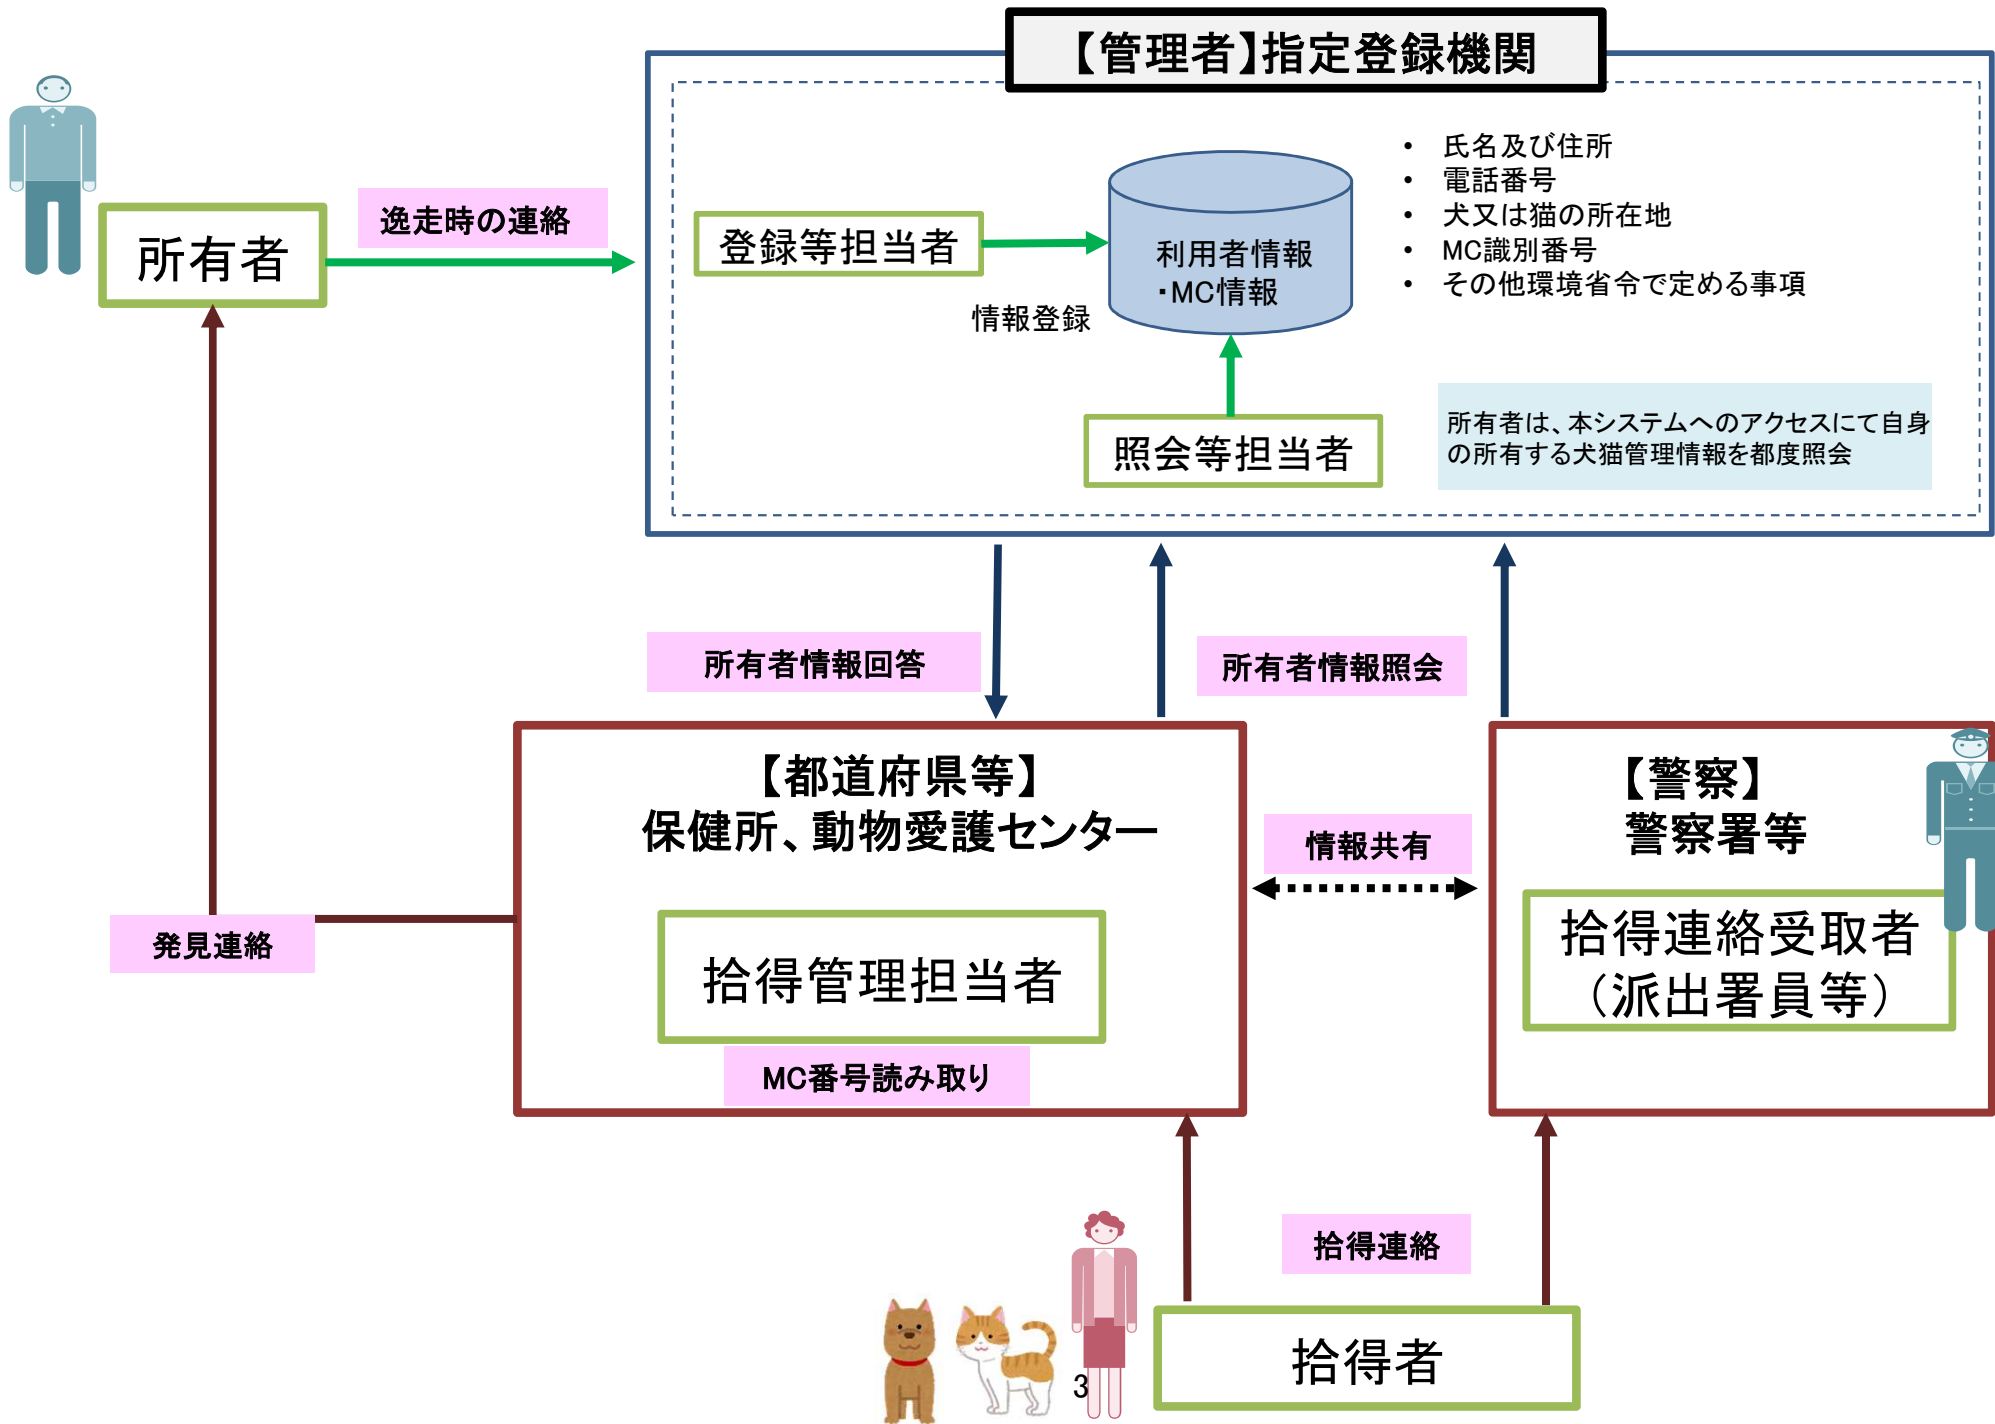 【管理者】指定登録機関
所有者
逸走時の連絡
登録等担当者
情報登録
利用者情報
・MC情報
• 氏名及び住所
• 電話番号
• 犬又は猫の所在地
• MC識別番号
• その他環境省令で定める事項
照会等担当者
所有者は、本システムへのアクセスにて自身
の所有する犬猫管理情報を都度照会
所有者情報回答
所有者情報照会
【都道府県等】
保健所、動物愛護センター
拾得管理担当者
MC番号読み取り
情報共有
【警察】
警察署等
拾得連絡受取者
（派出署員等）
発見連絡
拾得連絡
拾得者
3